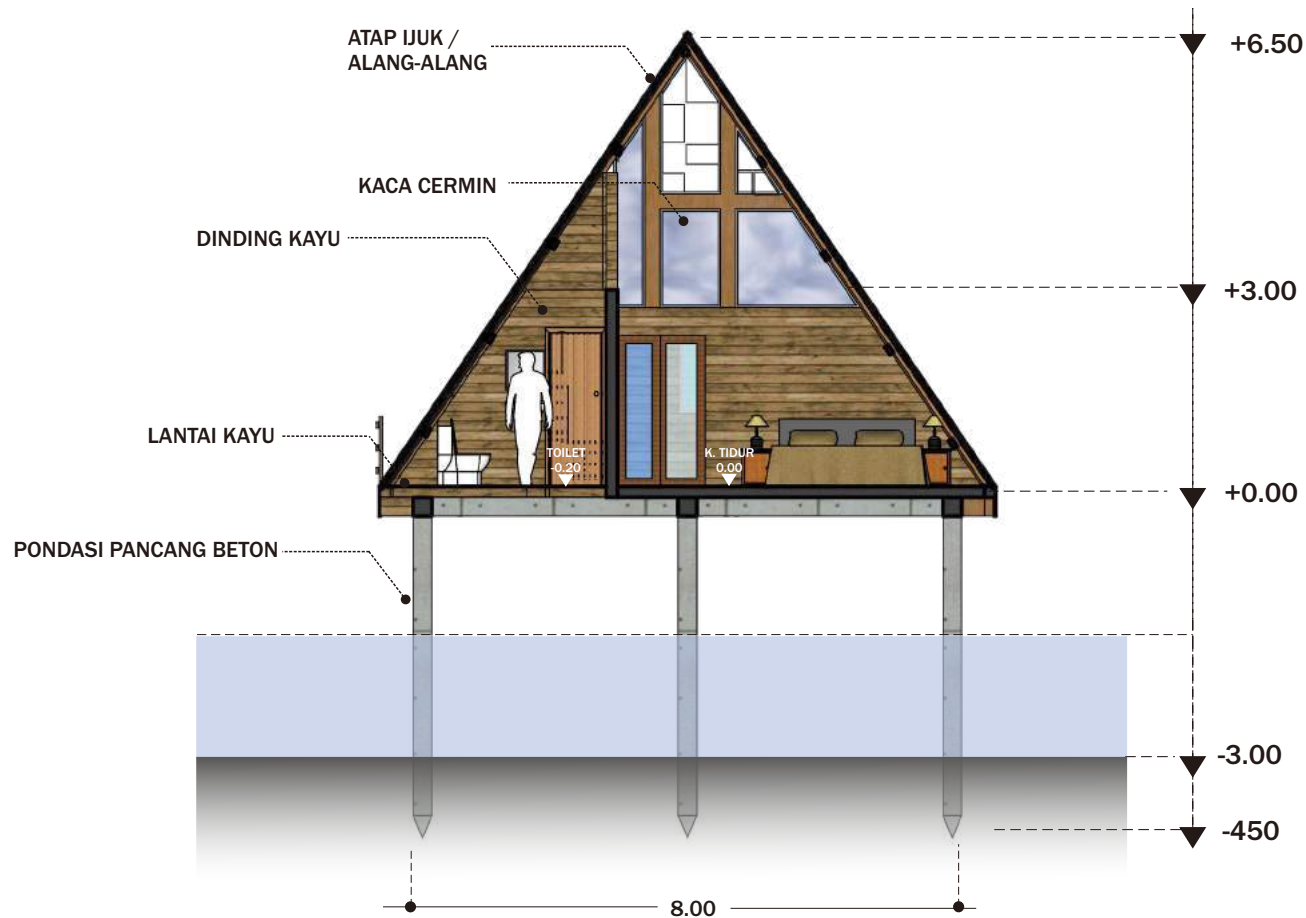 ATAP IJUK /
ALANG-ALANG
+6.50
KACA CERMIN
DINDING KAYU
+3.00
LANTAI KAYU
TOILET
-0.20
K. TIDUR
0.00
+0.00
PONDASI PANCANG BETON
-3.00
-450
8.00